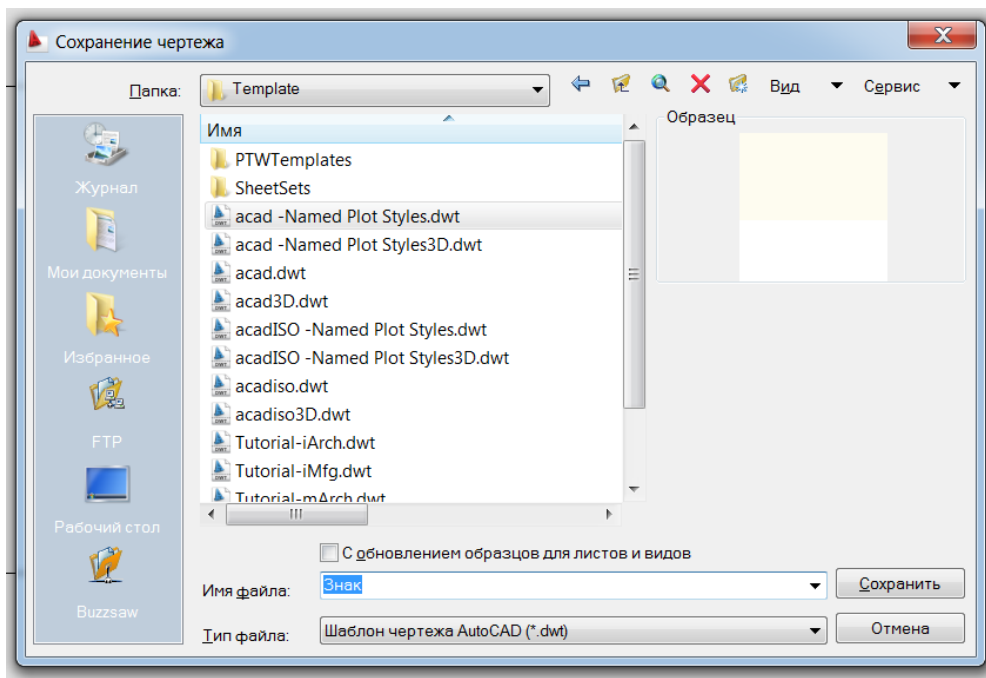 Сохранение чертежа
Папка: Template Вид Сервис
Журнал
Мои документы
Избранное
FTP
Рабочий стол
Buzzsaw
Имя
PTWTemplates
SheetSets
acad -Named Plot Styles.dwt
acad -Named Plot Styles3D.dwt
acad.dwt
acad3D.dwt
acadISO -Named Plot Styles.dwt
acadISO -Named Plot Styles3D.dwt
acadiso.dwt
acadiso3D.dwt
Tutorial-iArch.dwt
Tutorial-iMfg.dwt
Tutorial-mArch.dwt
Образец
С обновлением образцов для листов и видов
Имя файла: Знак Сохранить
Тип файла: Шаблон чертежа AutoCAD (*.dwt) Отмена